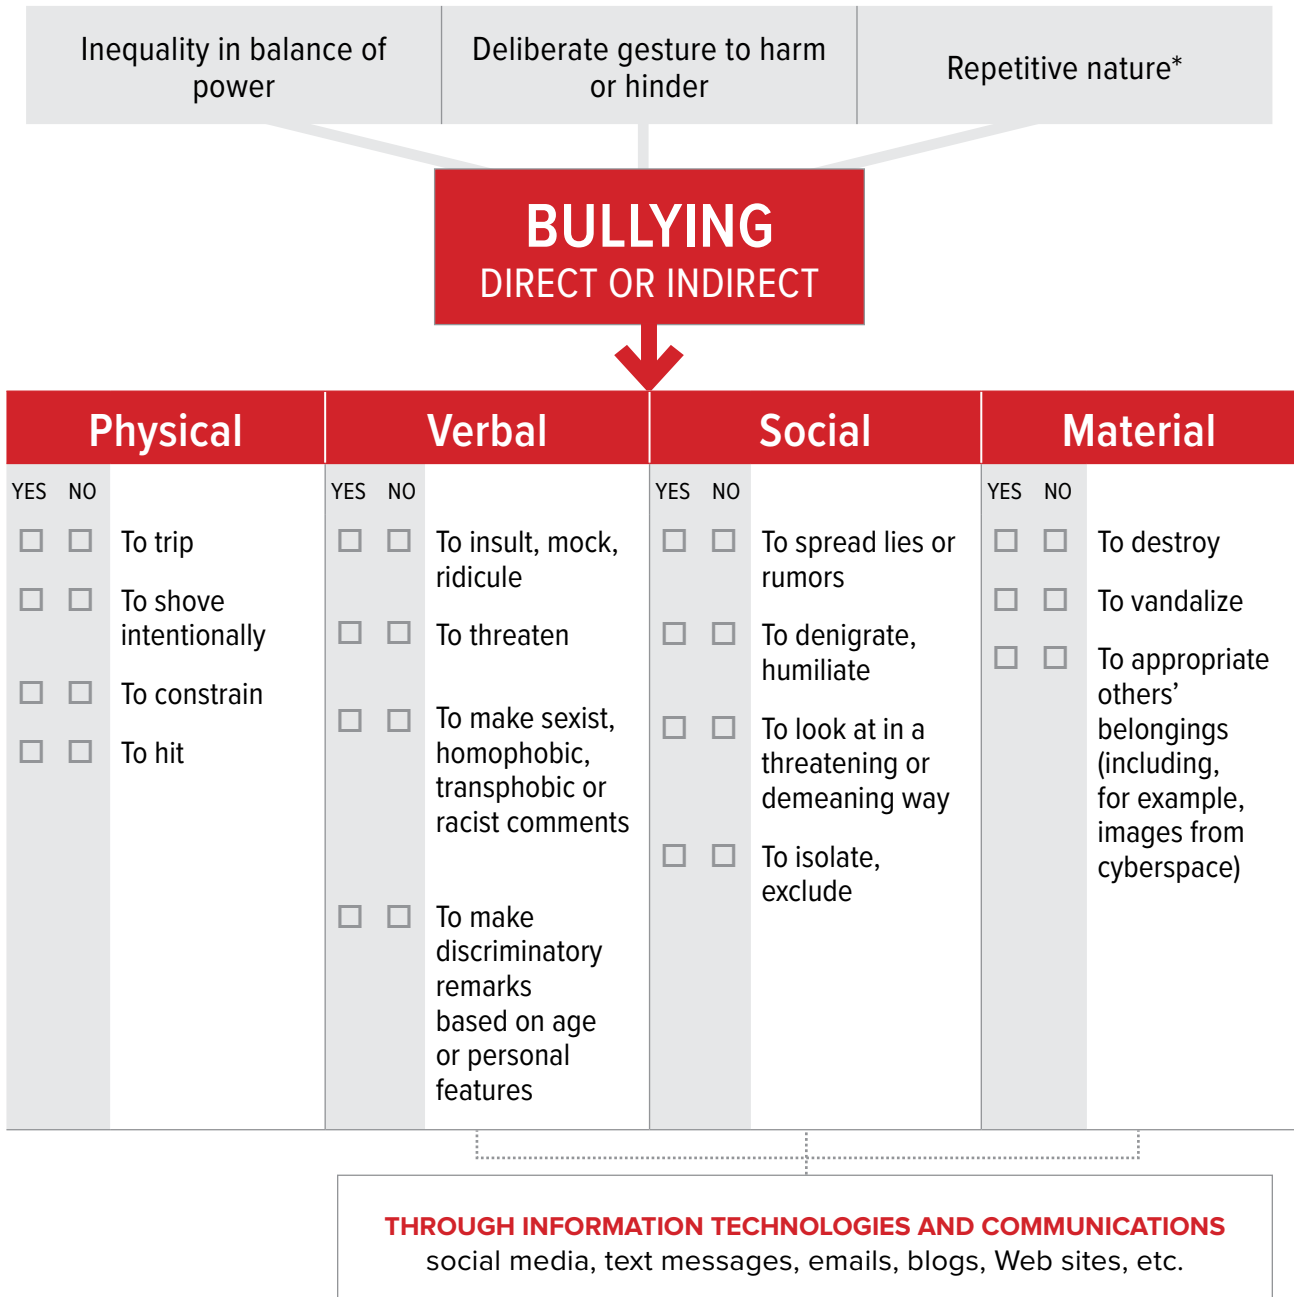 Inequality in balance of
power
Deliberate gesture to harm
or hinder
Repetitive nature*
BULLYING
DIRECT OR INDIRECT
Physical
YES NO
To trip
To shove
intentionally
To constrain
To hit
Verbal
YES NO
To insult, mock,
ridicule
To threaten
To make sexist,
homophobic,
transphobic or
racist comments
To make
discriminatory
remarks
based on age
or personal
features
Social
YES NO
To spread lies or
rumors
To denigrate,
humiliate
To look at in a
threatening or
demeaning way
To isolate,
exclude
Material
YES NO
To destroy
To vandalize
To appropriate
others’
belongings
(including,
for example,
images from
cyberspace)
THROUGH INFORMATION TECHNOLOGIES AND COMMUNICATIONS
social media, text messages, emails, blogs, Web sites, etc.